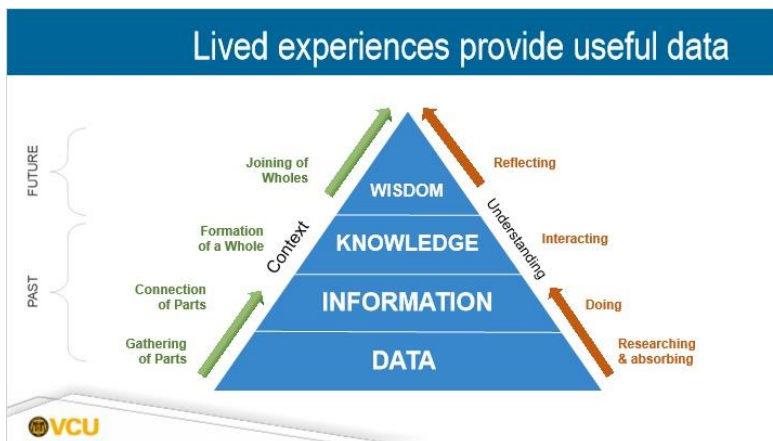 Lived experiences provide useful data
FUTURE
PAST
Joining of
Wholes
Formation
of a Whole
Connection
of Parts
Gathering
of Parts
Context
WISDOM
KNOWLEDGE
INFORMATION
DATA
Understanding
Reflecting
Interacting
Doing
Researching
& absorbing
VCU